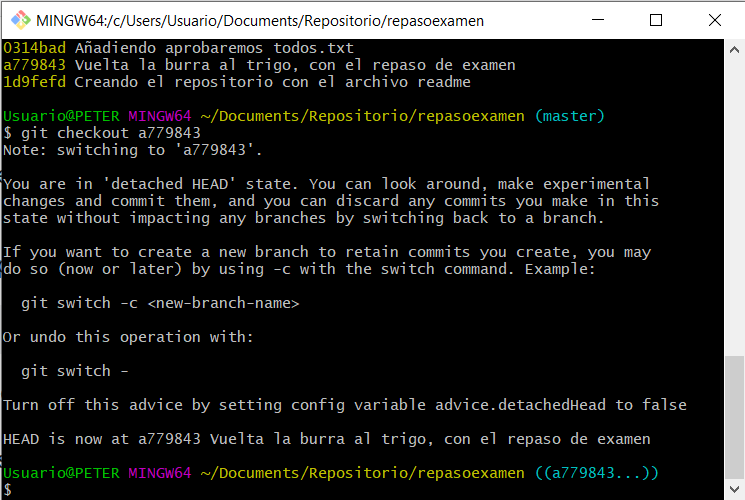 MINGW64:/c/Users/Usuario/Documents/Repositorio/repasoexamen
0314bad Añadiendo aprobaremos todos.txt
a779843 Vuelta la burra al trigo, con el repaso de examen
1d9fefd Creando el repositorio con el archivo readme
Usuario@PETER MINGW64 ~/Documents/Repositorio/repasoexamen (master)
$ git checkout a779843
Note: switching to 'a779843'.
You are in 'detached HEAD' state. You can look around, make experimental
changes and commit them, and you can discard any commits you make in this
state without impacting any branches by switching back to a branch.
If you want to create a new branch to retain commits you create, you may
do so (now or later) by using -c with the switch command. Example:
git switch -c <new-branch-name>
Or undo this operation with:
git switch -
Turn off this advice by setting config variable advice.detachedHead to false
HEAD is now at a779843 Vuelta la burra al trigo, con el repaso de examen
Usuario@PETER MINGW64 ~/Documents/Repositorio/repasoexamen ((a779843...))
$